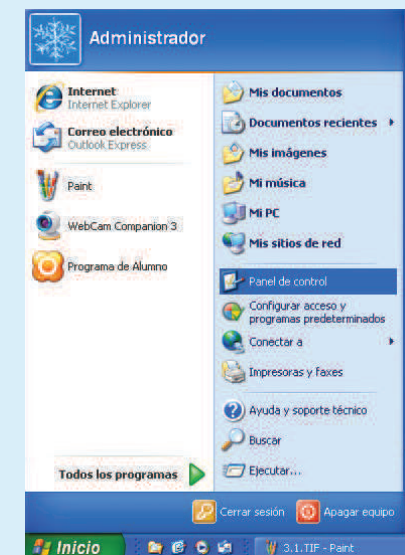 Administrador
Internet
Internet Explorer
Correo electrónico
Outlook Express
Paint
WebCam Companion 3
Programa de Alumno
Todos los programas
Mis documentos
Documentos recientes
Mis imágenes
Mi música
Mi PC
Mis sitios de red
Panel de control
Configurar acceso y
programas predeterminados
Conectar a
Impresoras y faxes
Ayuda y soporte técnico
Buscar
Ejecutar...
Cerrar sesión
Apagar equipo
Inicio
3.1.TIF - Paint